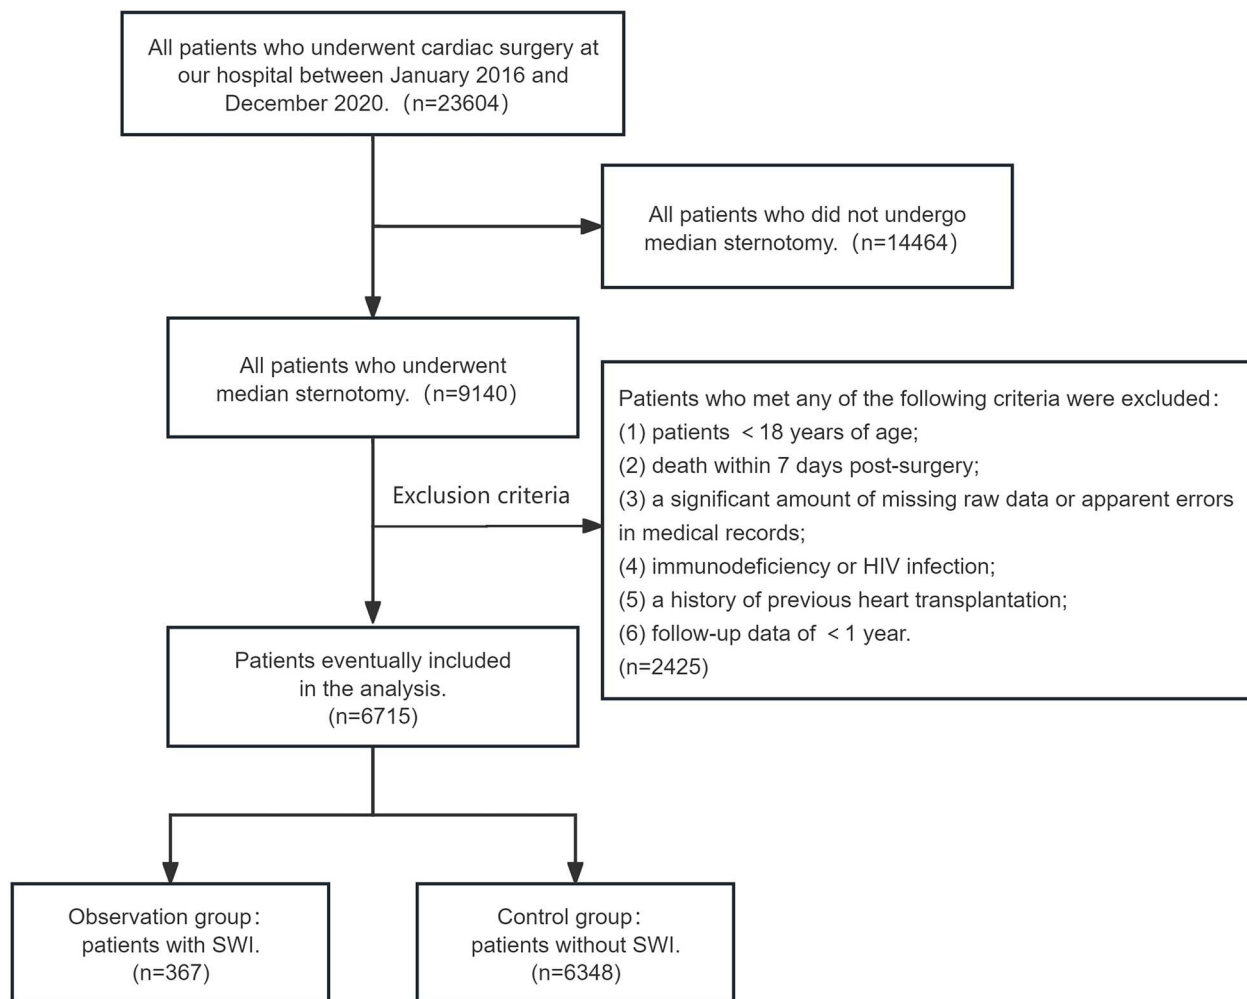 All patients who underwent cardiac surgery at
our hospital between January 2016 and
December 2020.（n=23604）
All patients who did not undergo
median sternotomy.（n=14464）
All patients who underwent
median sternotomy.（n=9140）
Patients who met any of the following criteria were excluded：
(1) patients ＜18 years of age;
(2) death within 7 days post-surgery;
(3) a significant amount of missing raw data or apparent errors
in medical records;
(4) immunodeficiency or HIV infection;
(5) a history of previous heart transplantation;
(6) follow-up data of ＜1 year.
(n=2425)
Exclusion criteria
Patients eventually included
in the analysis.
(n=6715)
Observation group：
patients with SWI.
(n=367)
Control group：
patients without SWI.
(n=6348)